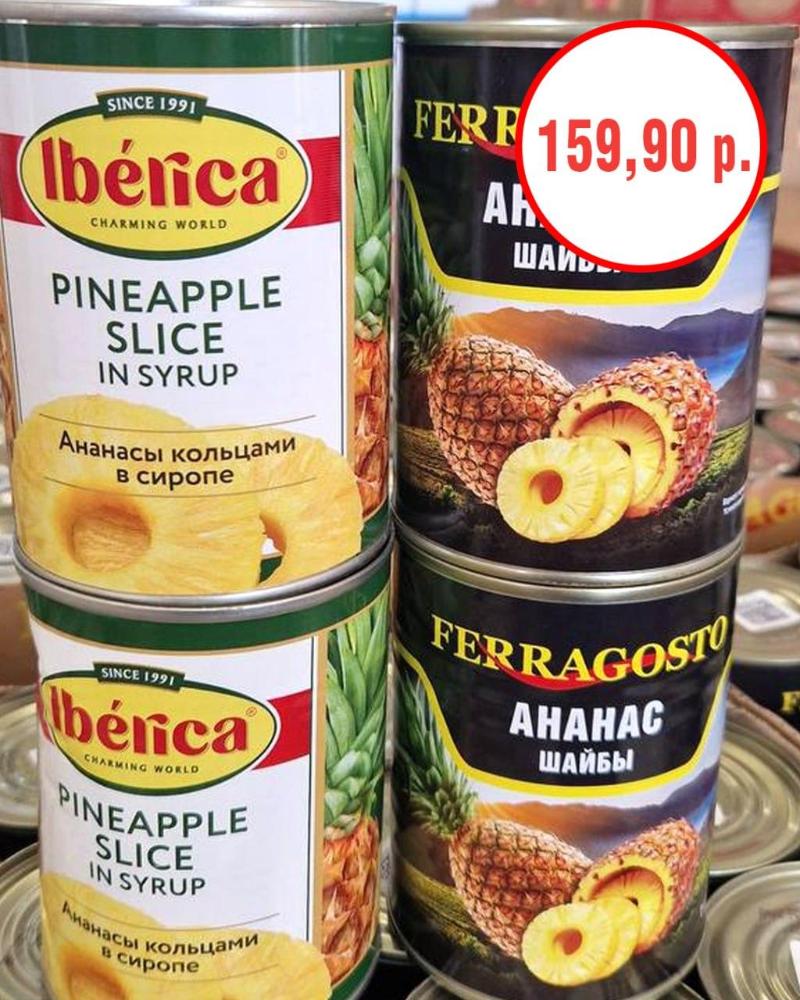 SINCE 1991
Ibérica®
CHARMING WORLD
PINEAPPLE
SLICE
IN SYRUP
Ананасы кольцами
в сиропе
159,90 р.
SINCE 1991
Ibérica®
CHARMING WORLD
PINEAPPLE
SLICE
IN SYRUP
Ананасы кольцами
в сиропе
FERRAGOSTO
АНАНАС
ШАЙБЫ